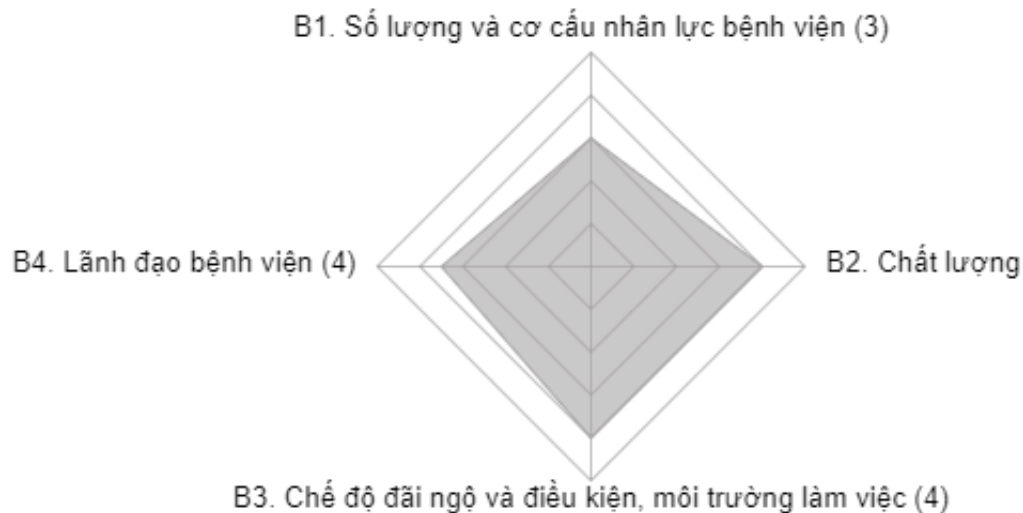 B1. Số lượng và cơ cấu nhân lực bệnh viện (3)
B4. Lãnh đạo bệnh viện (4)
B2. Chất lượng
B3. Chế độ đãi ngộ và điều kiện, môi trường làm việc (4)